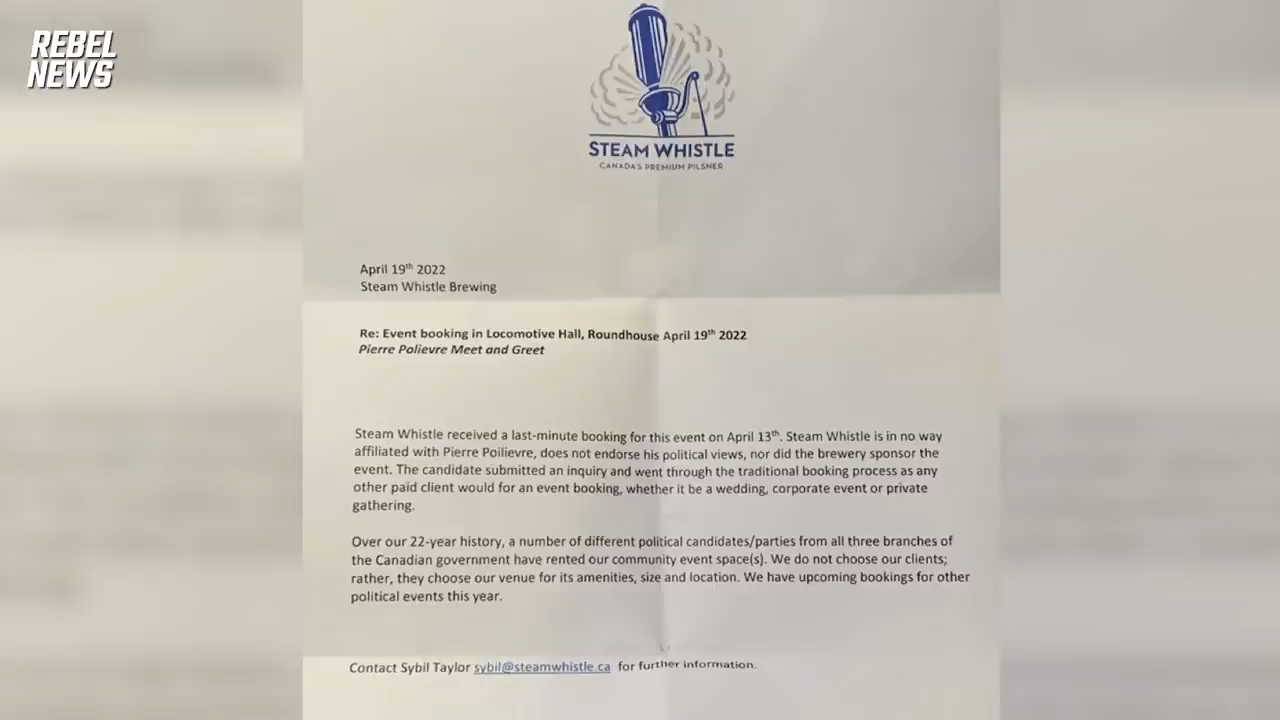 REBEL
NEWS
STEAM WHISTLE
CANADA'S PREMIUM PILSNER
April 19th 2022
Steam Whistle Brewing
Re: Event booking in Locomotive Hall, Roundhouse April 19th 2022
Pierre Polievre Meet and Greet
Steam Whistle received a last-minute booking for this event on April 13th. Steam Whistle is in no way
affiliated with Pierre Poilievre, does not endorse his political views, nor did the brewery sponsor the
event. The candidate submitted an inquiry and went through the traditional booking process as any
other paid client would for an event booking, whether it be a wedding, corporate event or private
gathering.
Over our 22-year history, a number of different political candidates/parties from all three branches of
the Canadian government have rented our community event space(s). We do not choose our clients;
rather, they choose our venue for its amenities, size and location. We have upcoming bookings for other
political events this year.
Contact Sybil Taylor sybil@steamwhistle.ca for further information.